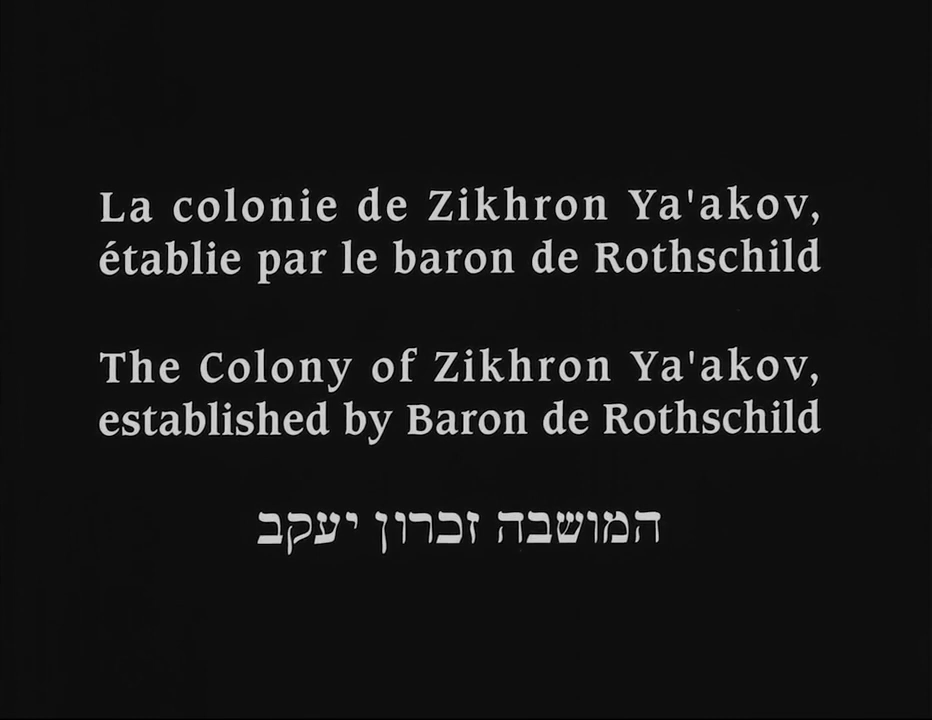 La colonie de Zikhron Ya'akov,
établie par le baron de Rothschild
The Colony of Zikhron Ya'akov,
established by Baron de Rothschild
המושבה זכרון יעקב